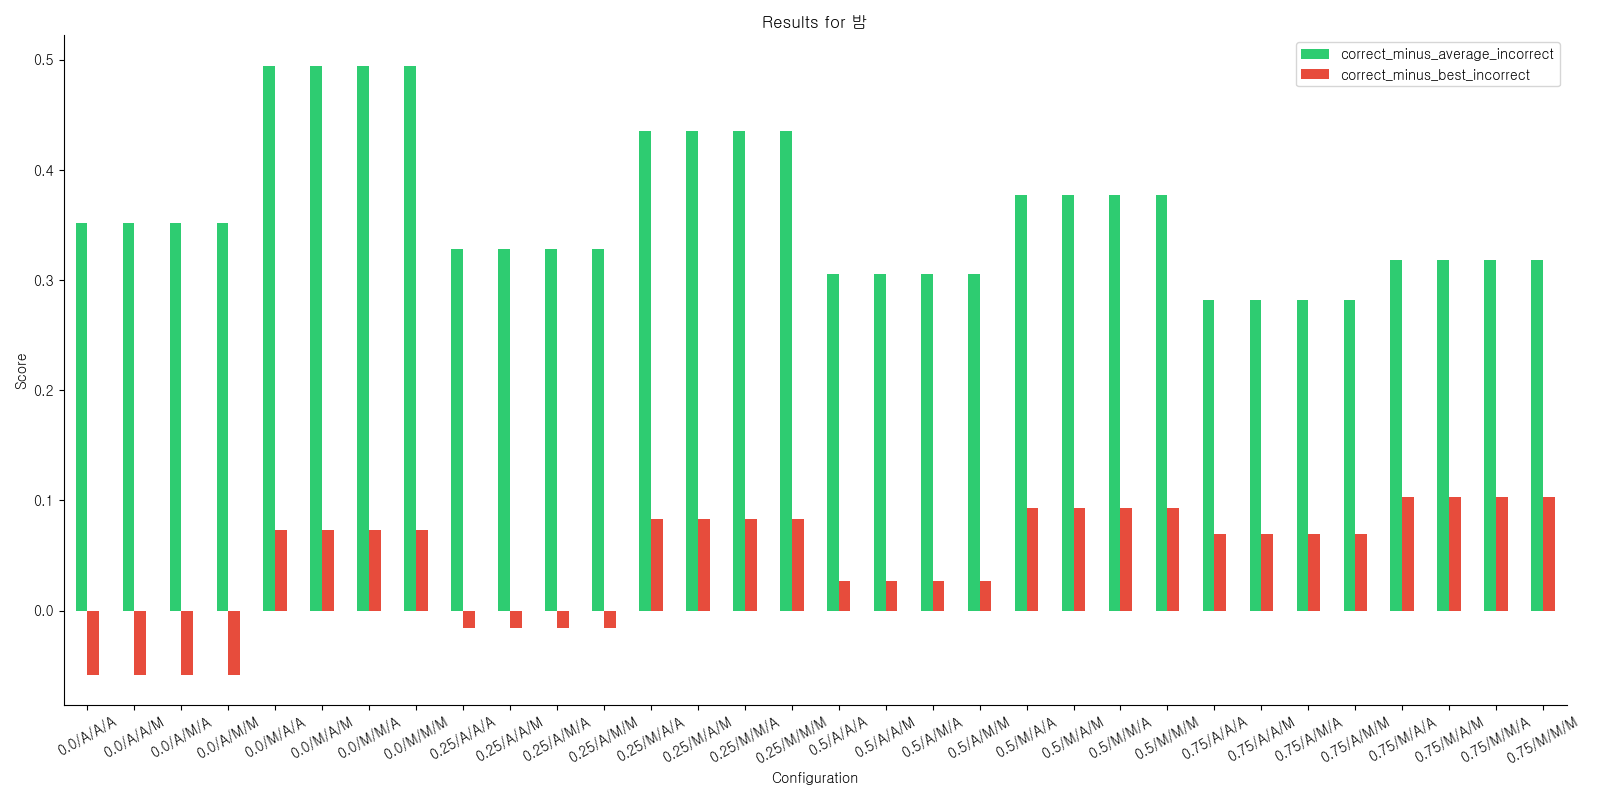 Results for 밤
correct_minus_average_incorrect
correct_minus_best_incorrect
Score
0.5
0.4
0.3
0.2
0.1
0.0
0.0/A/A/A
0.0/A/A/M
0.0/A/M/A
0.0/A/M/M
0.0/M/A/A
0.0/M/A/M
0.0/M/M/A
0.0/M/M/M
0.25/A/A/A
0.25/A/A/M
0.25/A/M/A
0.25/A/M/M
0.25/M/A/A
0.25/M/A/M
0.25/M/M/A
0.25/M/M/M
0.5/A/A/A
0.5/A/A/M
0.5/A/M/A
0.5/A/M/M
0.5/M/A/A
0.5/M/A/M
0.5/M/M/A
0.5/M/M/M
0.75/A/A/A
0.75/A/A/M
0.75/A/M/A
0.75/A/M/M
0.75/M/A/A
0.75/M/A/M
0.75/M/M/A
0.75/M/M/M
Configuration